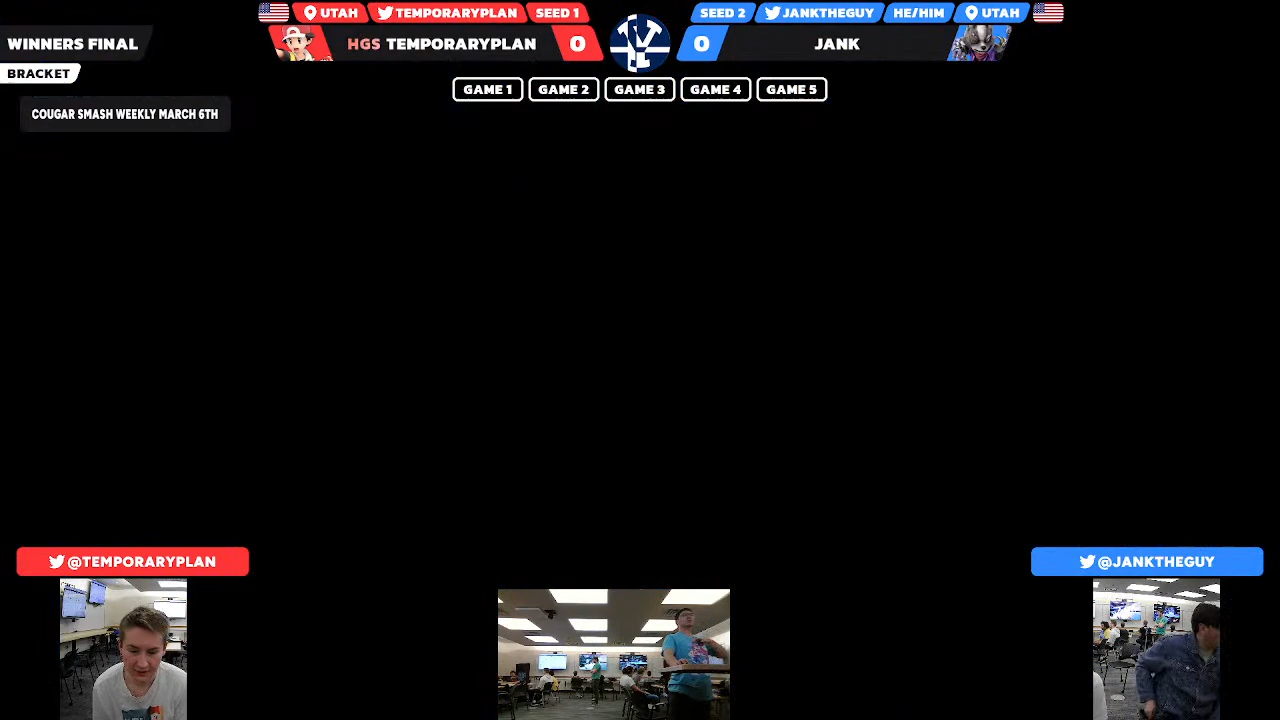 UTAH
TEMPORARYPLAN
SEED 1
SEED 2
JANKTHEGUY
HE/HIM
UTAH
WINNERS FINAL
HGS TEMPORARYPLAN
0
0
JANK
BRACKET
GAME 1
GAME 2
GAME 3
GAME 4
GAME 5
COUGAR SMASH WEEKLY MARCH 6TH
@TEMPORARYPLAN
@JANKTHEGUY